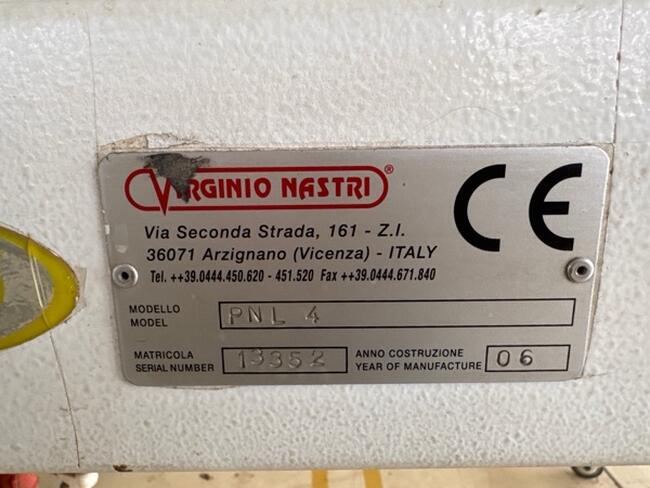 VIRGINIO NASTRI®
CE
Via Seconda Strada, 161 - Z.I.
36071 Arzignano (Vicenza) - ITALY
Tel. ++39.0444.450.620 - 451.520 Fax ++39.0444.671.840
MODELLO
MODEL
PNL 4
MATRICOLA
SERIAL NUMBER
13352
ANNO COSTRUZIONE
YEAR OF MANUFACTURE
06